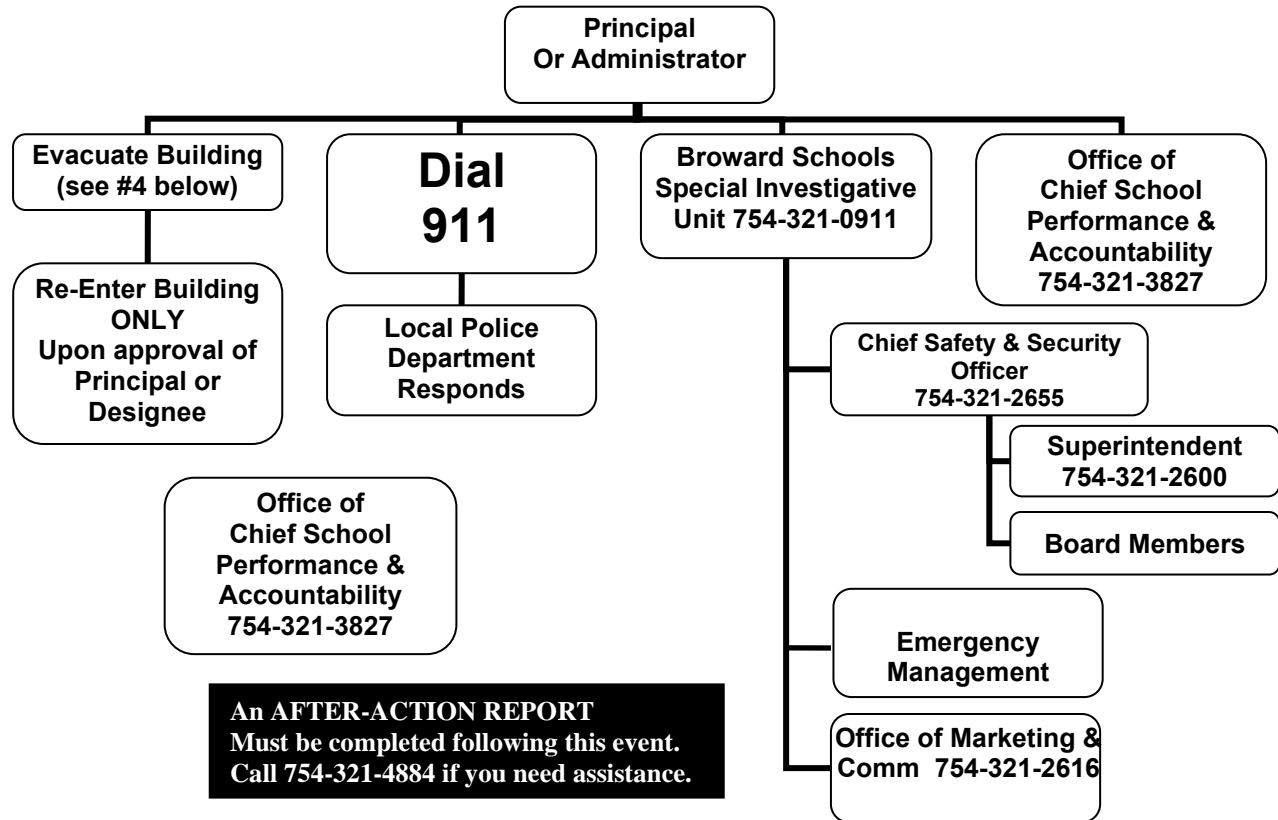 Principal
Or Administrator
Evacuate Building
(see #4 below)
Dial
911
Broward Schools
Special Investigative
Unit 754-321-0911
Office of
Chief School
Performance &
Accountability
754-321-3827
Re-Enter Building
ONLY
Upon approval of
Principal or
Designee
Local Police
Department
Responds
Chief Safety & Security
Officer
754-321-2655
Superintendent
754-321-2600
Board Members
Office of
Chief School
Performance &
Accountability
754-321-3827
Emergency
Management
An AFTER-ACTION REPORT
Must be completed following this event.
Call 754-321-4884 if you need assistance.
Office of Marketing &
Comm 754-321-2616